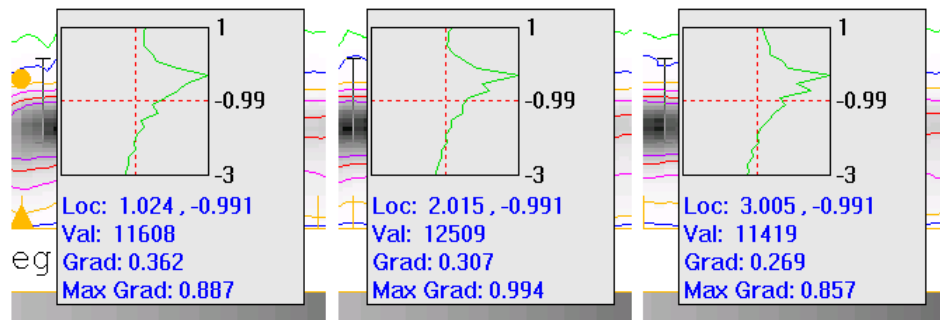 1
-0.99
-3
Loc: 1.024 , -0.991
Val: 11608
Grad: 0.362
Max Grad: 0.887
eg
1
-0.99
-3
Loc: 2.015 , -0.991
Val: 12509
Grad: 0.307
Max Grad: 0.994
1
-0.99
-3
Loc: 3.005 , -0.991
Val: 11419
Grad: 0.269
Max Grad: 0.857